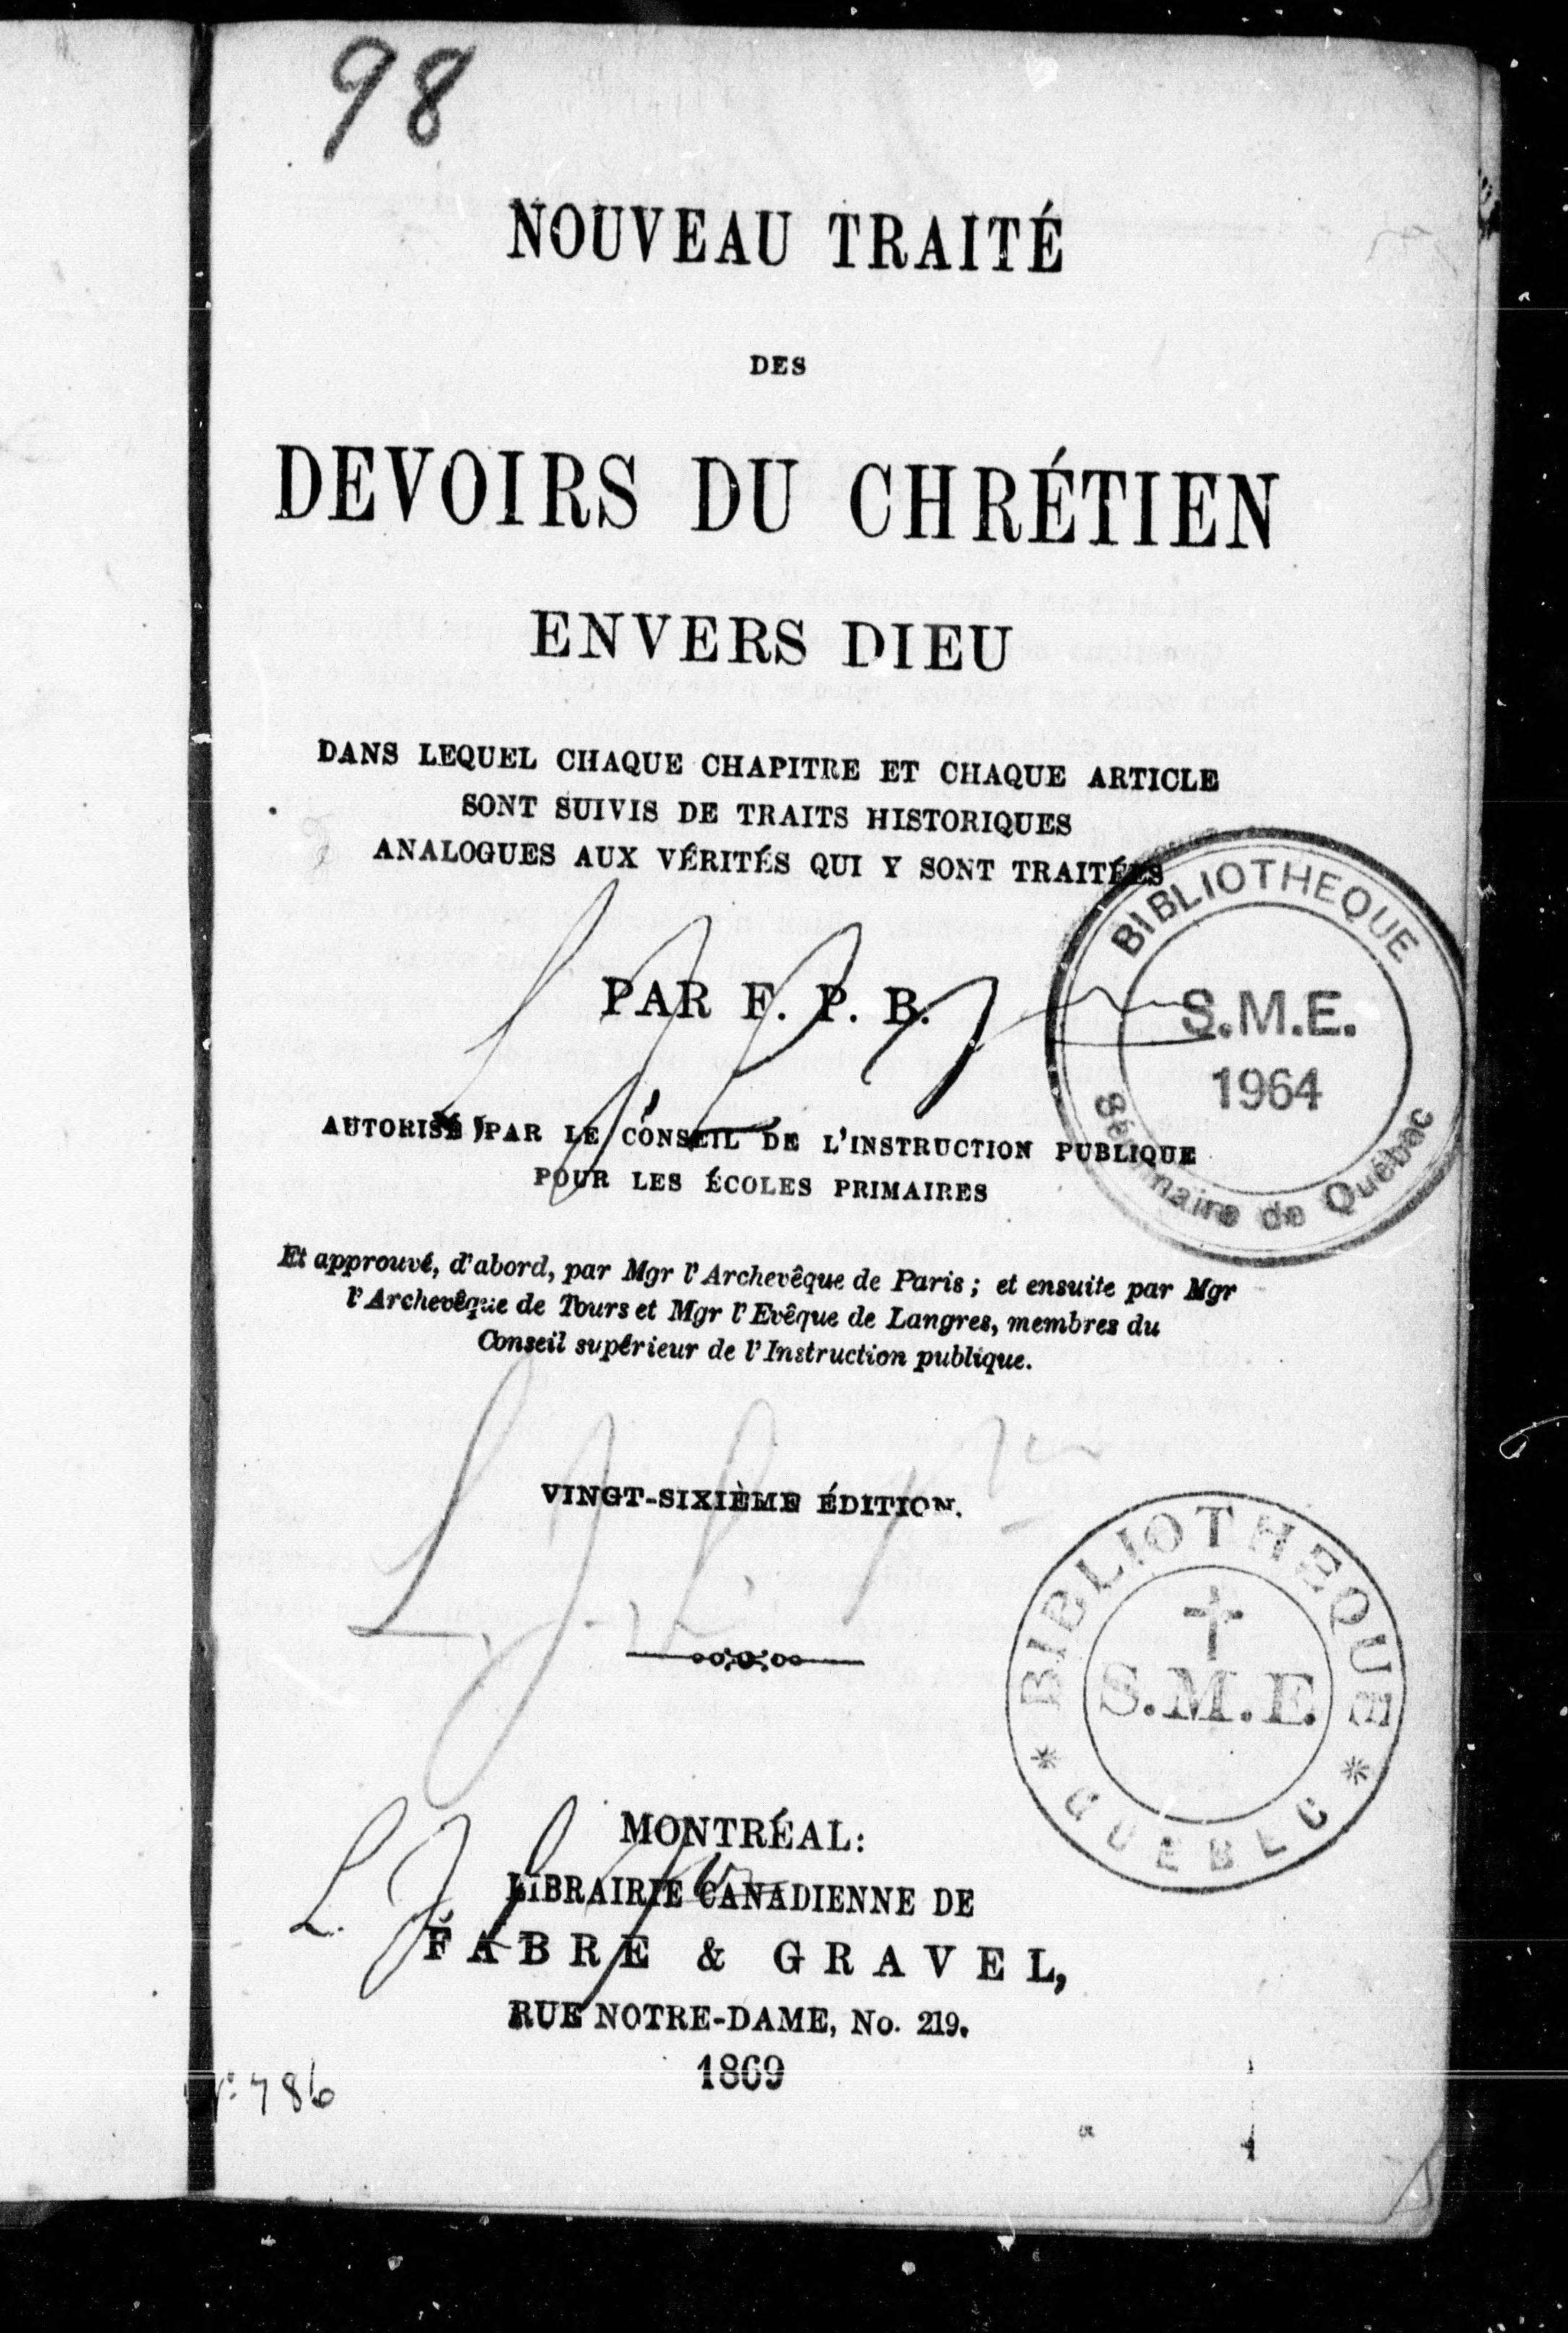 98
NOUVEAU TRAITÉ
DES
DEVOIRS DU CHRÉTIEN
ENVERS DIEU
DANS LEQUEL CHAQUE CHAPITRE ET CHAQUE ARTICLE
SONT SUIVIS DE TRAITS HISTORIQUES
ANALOGUES AUX VÉRITÉS QUI Y SONT TRAITÉES
PAR F. P. B.
BIBLIOTHEQUE
S.M.E.
1964
Séminaire de Québec
AUTORISÉ PAR LE CONSEIL DE L'INSTRUCTION PUBLIQUE
POUR LES ÉCOLES PRIMAIRES
Et approuvé, d'abord, par Mgr l'Archevêque de Paris; et ensuite par Mgr
l'Archevêque de Tours et Mgr l'Evêque de Langres, membres du
Conseil supérieur de l'Instruction publique.
VINGT-SIXIÈME ÉDITION.
BIBLIOTHEQUE
S.M.E.
* QUEBEC *
MONTRÉAL:
LIBRAIRIE CANADIENNE DE
FABRE & GRAVEL,
RUE NOTRE-DAME, No. 219.
1869
786